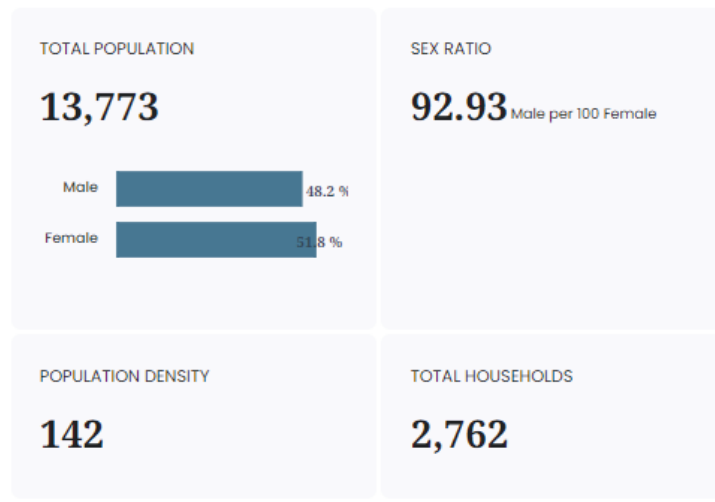 TOTAL POPULATION
13,773
Male 48.2 %
Female 51.8 %
SEX RATIO
92.93 Male per 100 Female
POPULATION DENSITY
142
TOTAL HOUSEHOLDS
2,762